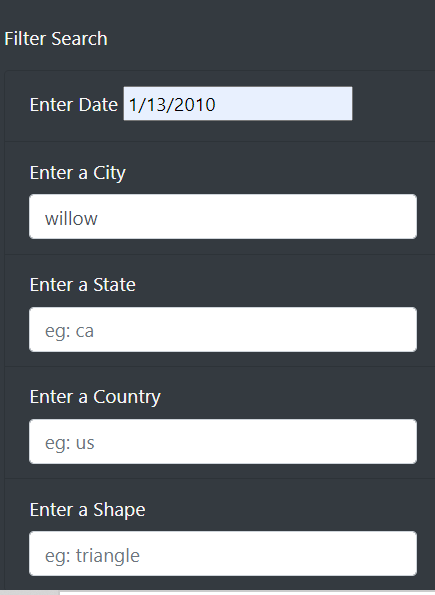 Filter Search
Enter Date 1/13/2010
Enter a City
willow
Enter a State
eg: ca
Enter a Country
eg: us
Enter a Shape
eg: triangle